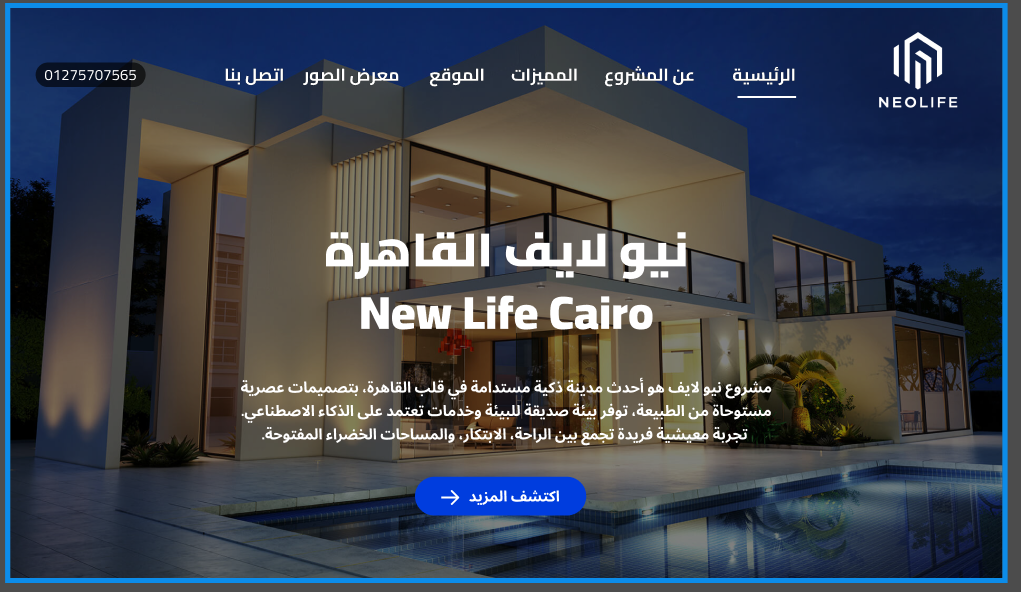 NEOLIFE
الرئيسية
عن المشروع
المميزات
الموقع
معرض الصور
اتصل بنا
01275707565
نيو لايف القاهرة
New Life Cairo
مشروع نيو لايف هو أحدث مدينة ذكية مستدامة في قلب القاهرة، بتصميمات عصرية
مستوحاة من الطبيعة، توفر بيئة صديقة للبيئة وخدمات تعتمد على الذكاء الاصطناعي.
تجربة معيشية فريدة تجمع بين الراحة، الابتكار، والمساحات الخضراء المفتوحة.
اكتشف المزيد